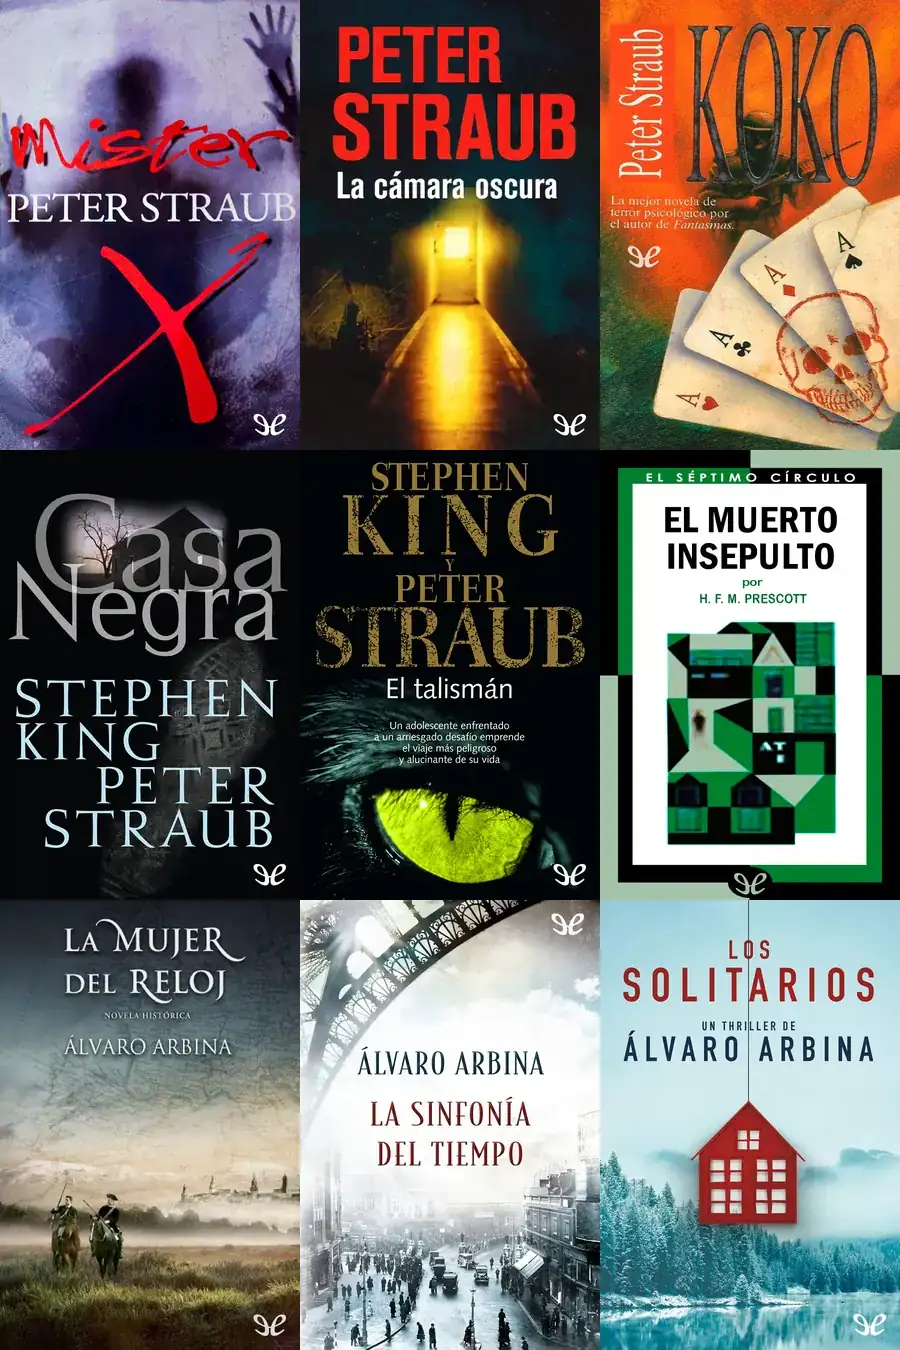 Mister
PETER STRAUB
X
PETER
STRAUB
La cámara oscura
Peter Straub
KOKO
La mejor novela de
terror psicológico por
el autor de Fantasmas.
A
A
A
A
Casa
Negra
STEPHEN
KING
PETER
STRAUB
STEPHEN
KING
Y
PETER
STRAUB
El talismán
Un adolescente enfrentado
a un arriesgado desafío emprende
el viaje más peligroso
y alucinante de su vida
EL SÉPTIMO CÍRCULO
EL MUERTO
INSEPULTO
por
H. F. M. PRESCOTT
AT
LA MUJER
DEL RELOJ
NOVELA HISTÓRICA
ÁLVARO ARBINA
ÁLVARO ARBINA
LA SINFONÍA
DEL TIEMPO
LOS
SOLITARIOS
UN THRILLER DE
ÁLVARO ARBINA